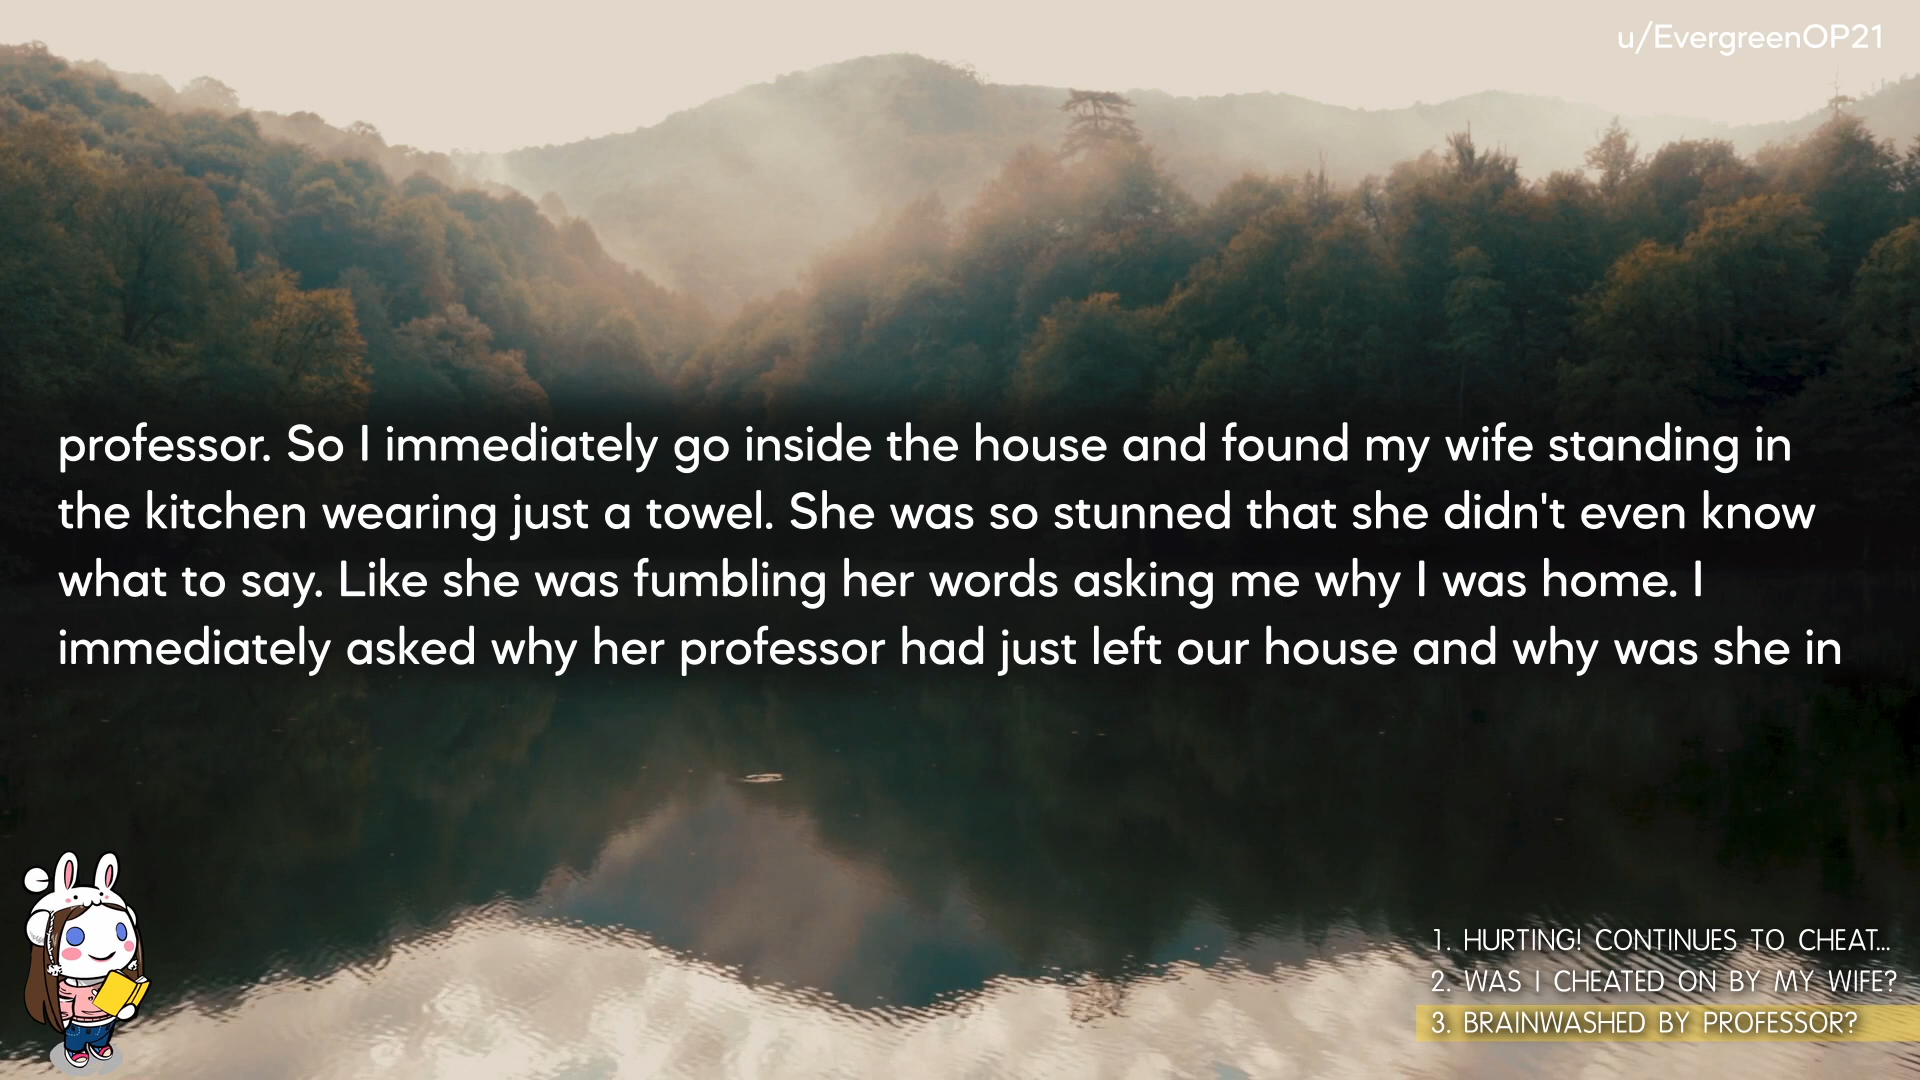 u/EvergreenOP21
professor. So I immediately go inside the house and found my wife standing in
the kitchen wearing just a towel. She was so stunned that she didn't even know
what to say. Like she was fumbling her words asking me why I was home. I
immediately asked why her professor had just left our house and why was she in
1. HURTING! CONTINUES TO CHEAT...
2. WAS I CHEATED ON BY MY WIFE?
3. BRAINWASHED BY PROFESSOR?